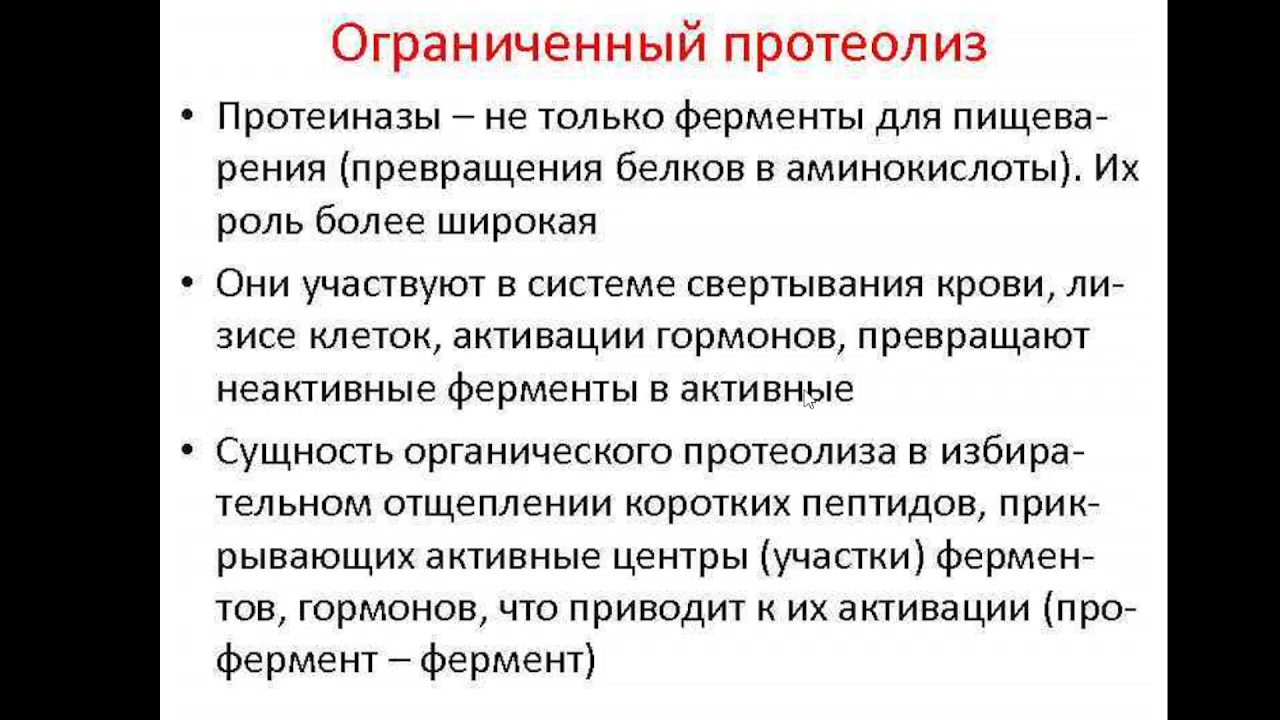 Ограниченный протеолиз
• Протеиназы – не только ферменты для пищева-
рения (превращения белков в аминокислоты). Их
роль более широкая
• Они участвуют в системе свертывания крови, ли-
зисе клеток, активации гормонов, превращают
неактивные ферменты в активные
• Сущность органического протеолиза в избира-
тельном отщеплении коротких пептидов, прик-
рывающих активные центры (участки) фермен-
тов, гормонов, что приводит к их активации (про-
фермент – фермент)